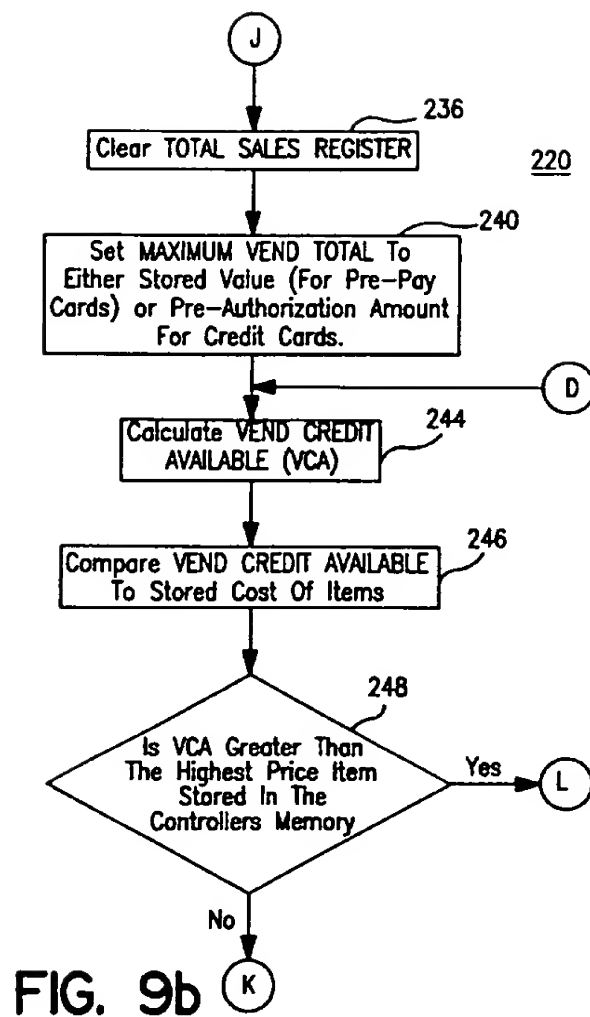 J
236
Clear TOTAL SALES REGISTER
220
240
Set MAXIMUM VEND TOTAL To
Either Stored Value (For Pre-Pay
Cards) or Pre-Authorization Amount
For Credit Cards.
D
244
Calculate VEND CREDIT
AVAILABLE (VCA)
246
Compare VEND CREDIT AVAILABLE
To Stored Cost Of Items
248
Is VCA Greater Than
The Highest Price Item
Stored In The
Controllers Memory
Yes
L
No
K
FIG. 9b